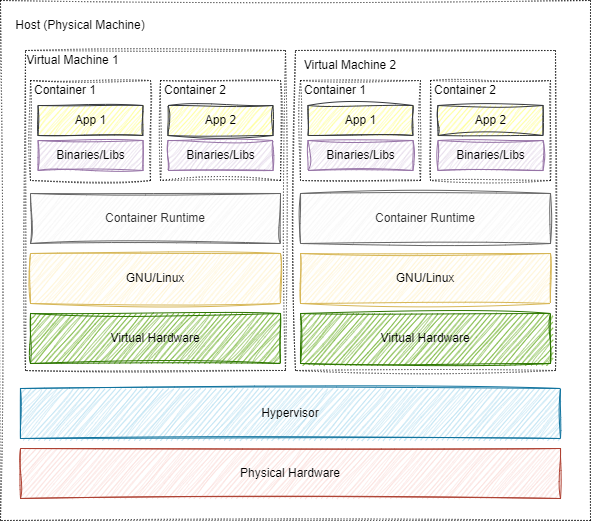 Host (Physical Machine)
Virtual Machine 1
Container 1
App 1
Binaries/Libs
Container 2
App 2
Binaries/Libs
Container Runtime
GNU/Linux
Virtual Hardware
Virtual Machine 2
Container 1
App 1
Binaries/Libs
Container 2
App 2
Binaries/Libs
Container Runtime
GNU/Linux
Virtual Hardware
Hypervisor
Physical Hardware